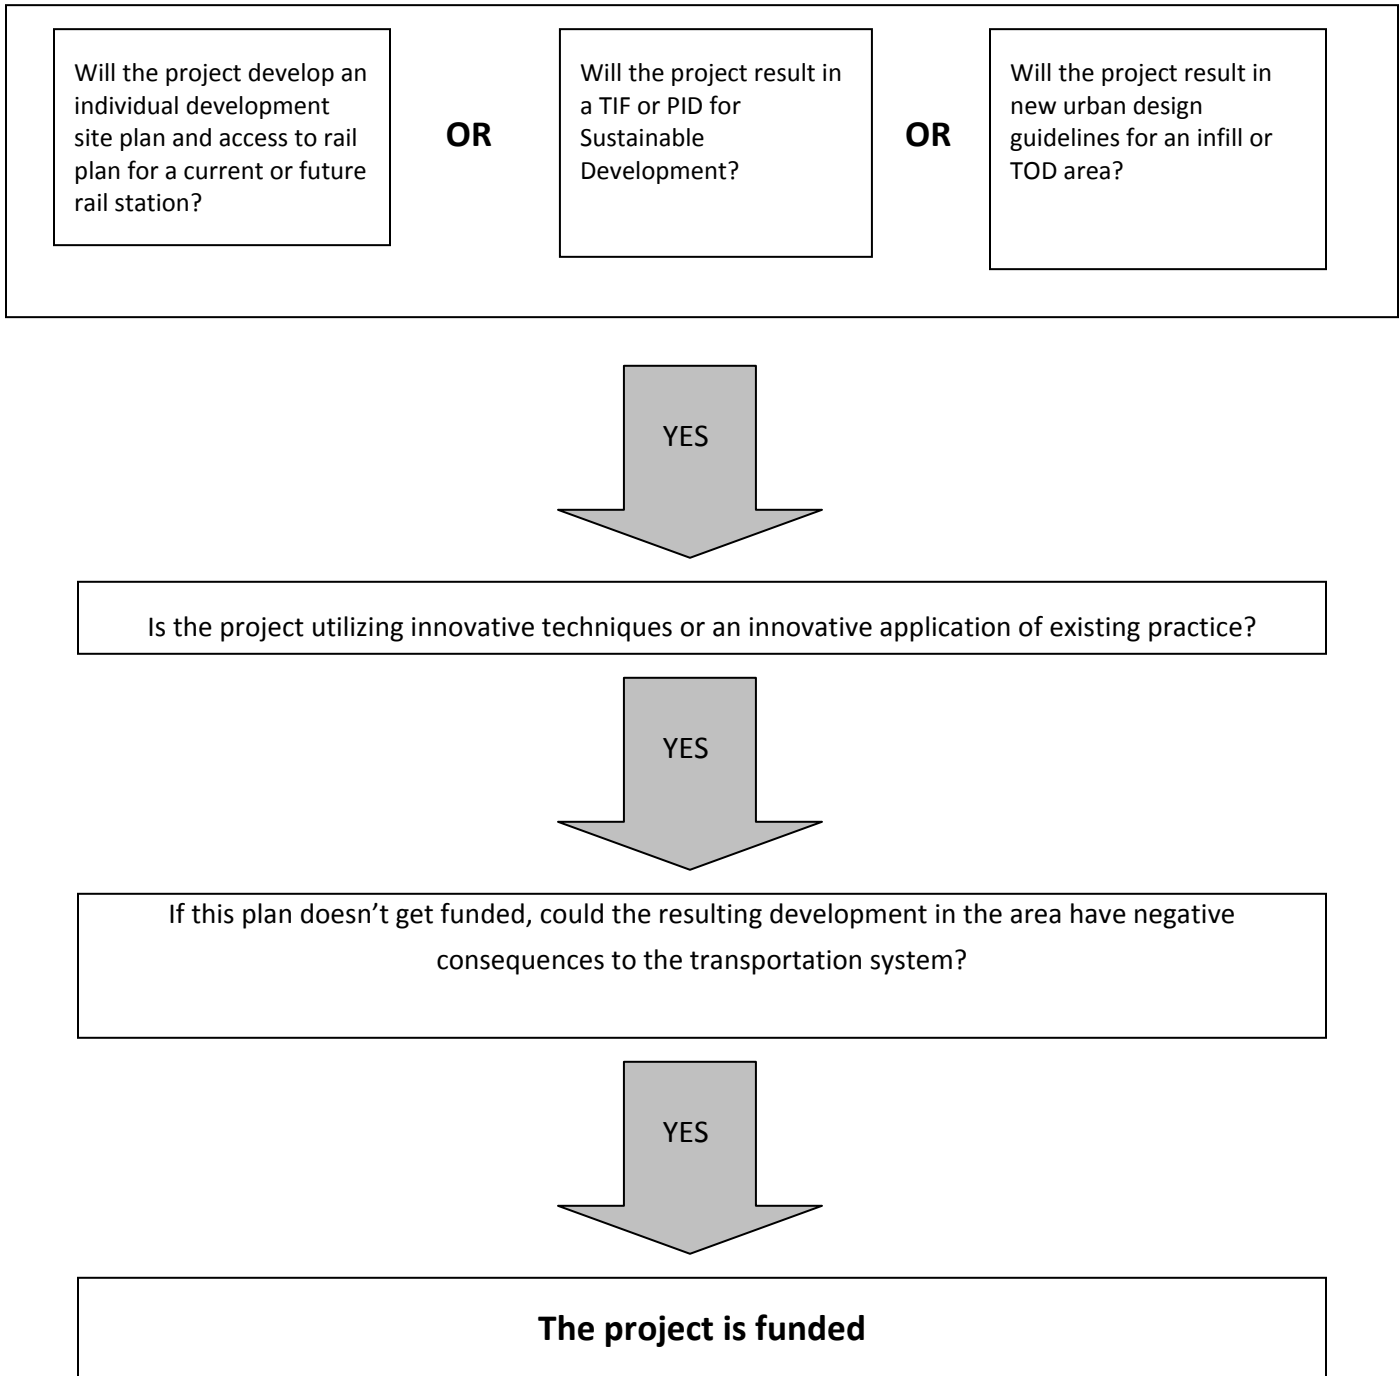 Will the project develop an
individual development
site plan and access to rail
plan for a current or future
rail station?
OR
Will the project result in
a TIF or PID for
Sustainable
Development?
OR
Will the project result in
new urban design
guidelines for an infill or
TOD area?
YES
Is the project utilizing innovative techniques or an innovative application of existing practice?
YES
If this plan doesn’t get funded, could the resulting development in the area have negative
consequences to the transportation system?
YES
The project is funded